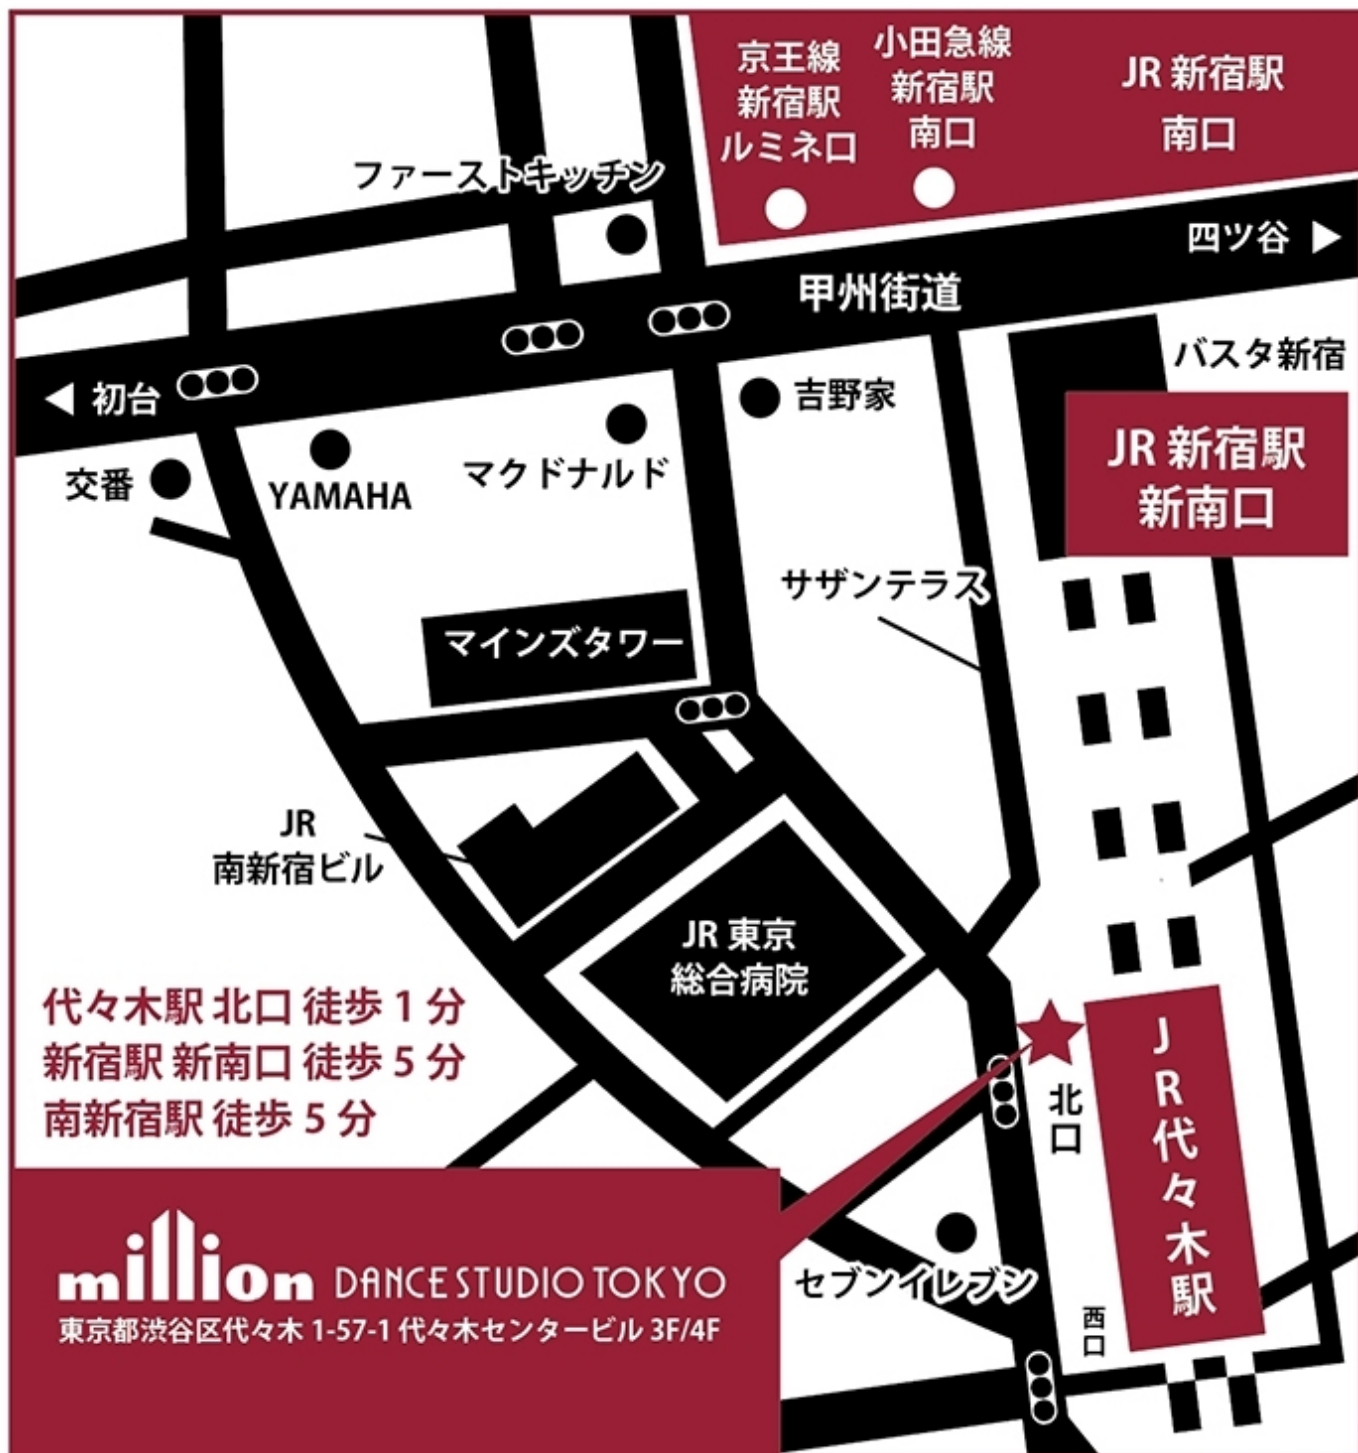 京王線
新宿駅
ルミネ口
小田急線
新宿駅
南口
JR 新宿駅
南口
ファーストキッチン
四ツ谷 ▶
甲州街道
バスタ新宿
◀ 初台
吉野家
JR 新宿駅
新南口
交番
YAMAHA
マクドナルド
サザンテラス
マインズタワー
JR
南新宿ビル
JR 東京
総合病院
代々木駅 北口 徒歩 1 分
新宿駅 新南口 徒歩 5 分
南新宿駅 徒歩 5 分
北口
JR代々木駅
セブンイレブン
西口
million DANCE STUDIO TOKYO
東京都渋谷区代々木 1-57-1 代々木センタービル 3F/4F